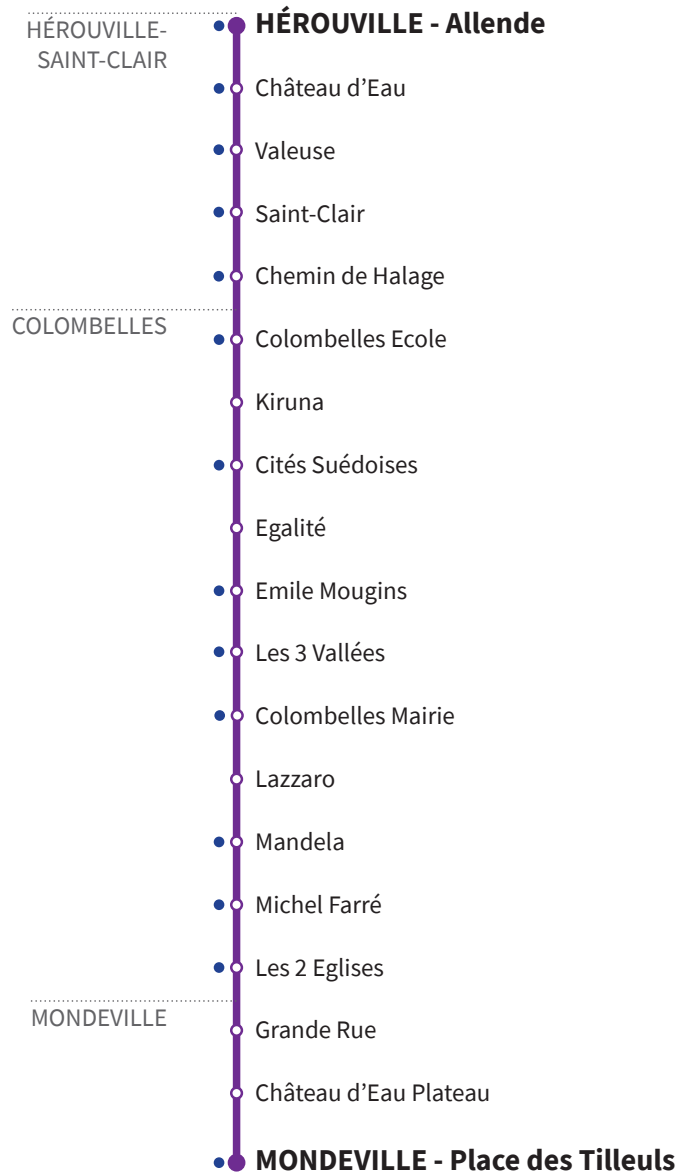 HÉROUVILLE-
SAINT-CLAIR
HÉROUVILLE - Allende
Château d’Eau
Valeuse
Saint-Clair
Chemin de Halage
COLOMBELLES
Colombelles Ecole
Kiruna
Cités Suédoises
Egalité
Emile Mougins
Les 3 Vallées
Colombelles Mairie
Lazzaro
Mandela
Michel Farré
Les 2 Eglises
MONDEVILLE
Grande Rue
Château d’Eau Plateau
MONDEVILLE - Place des Tilleuls